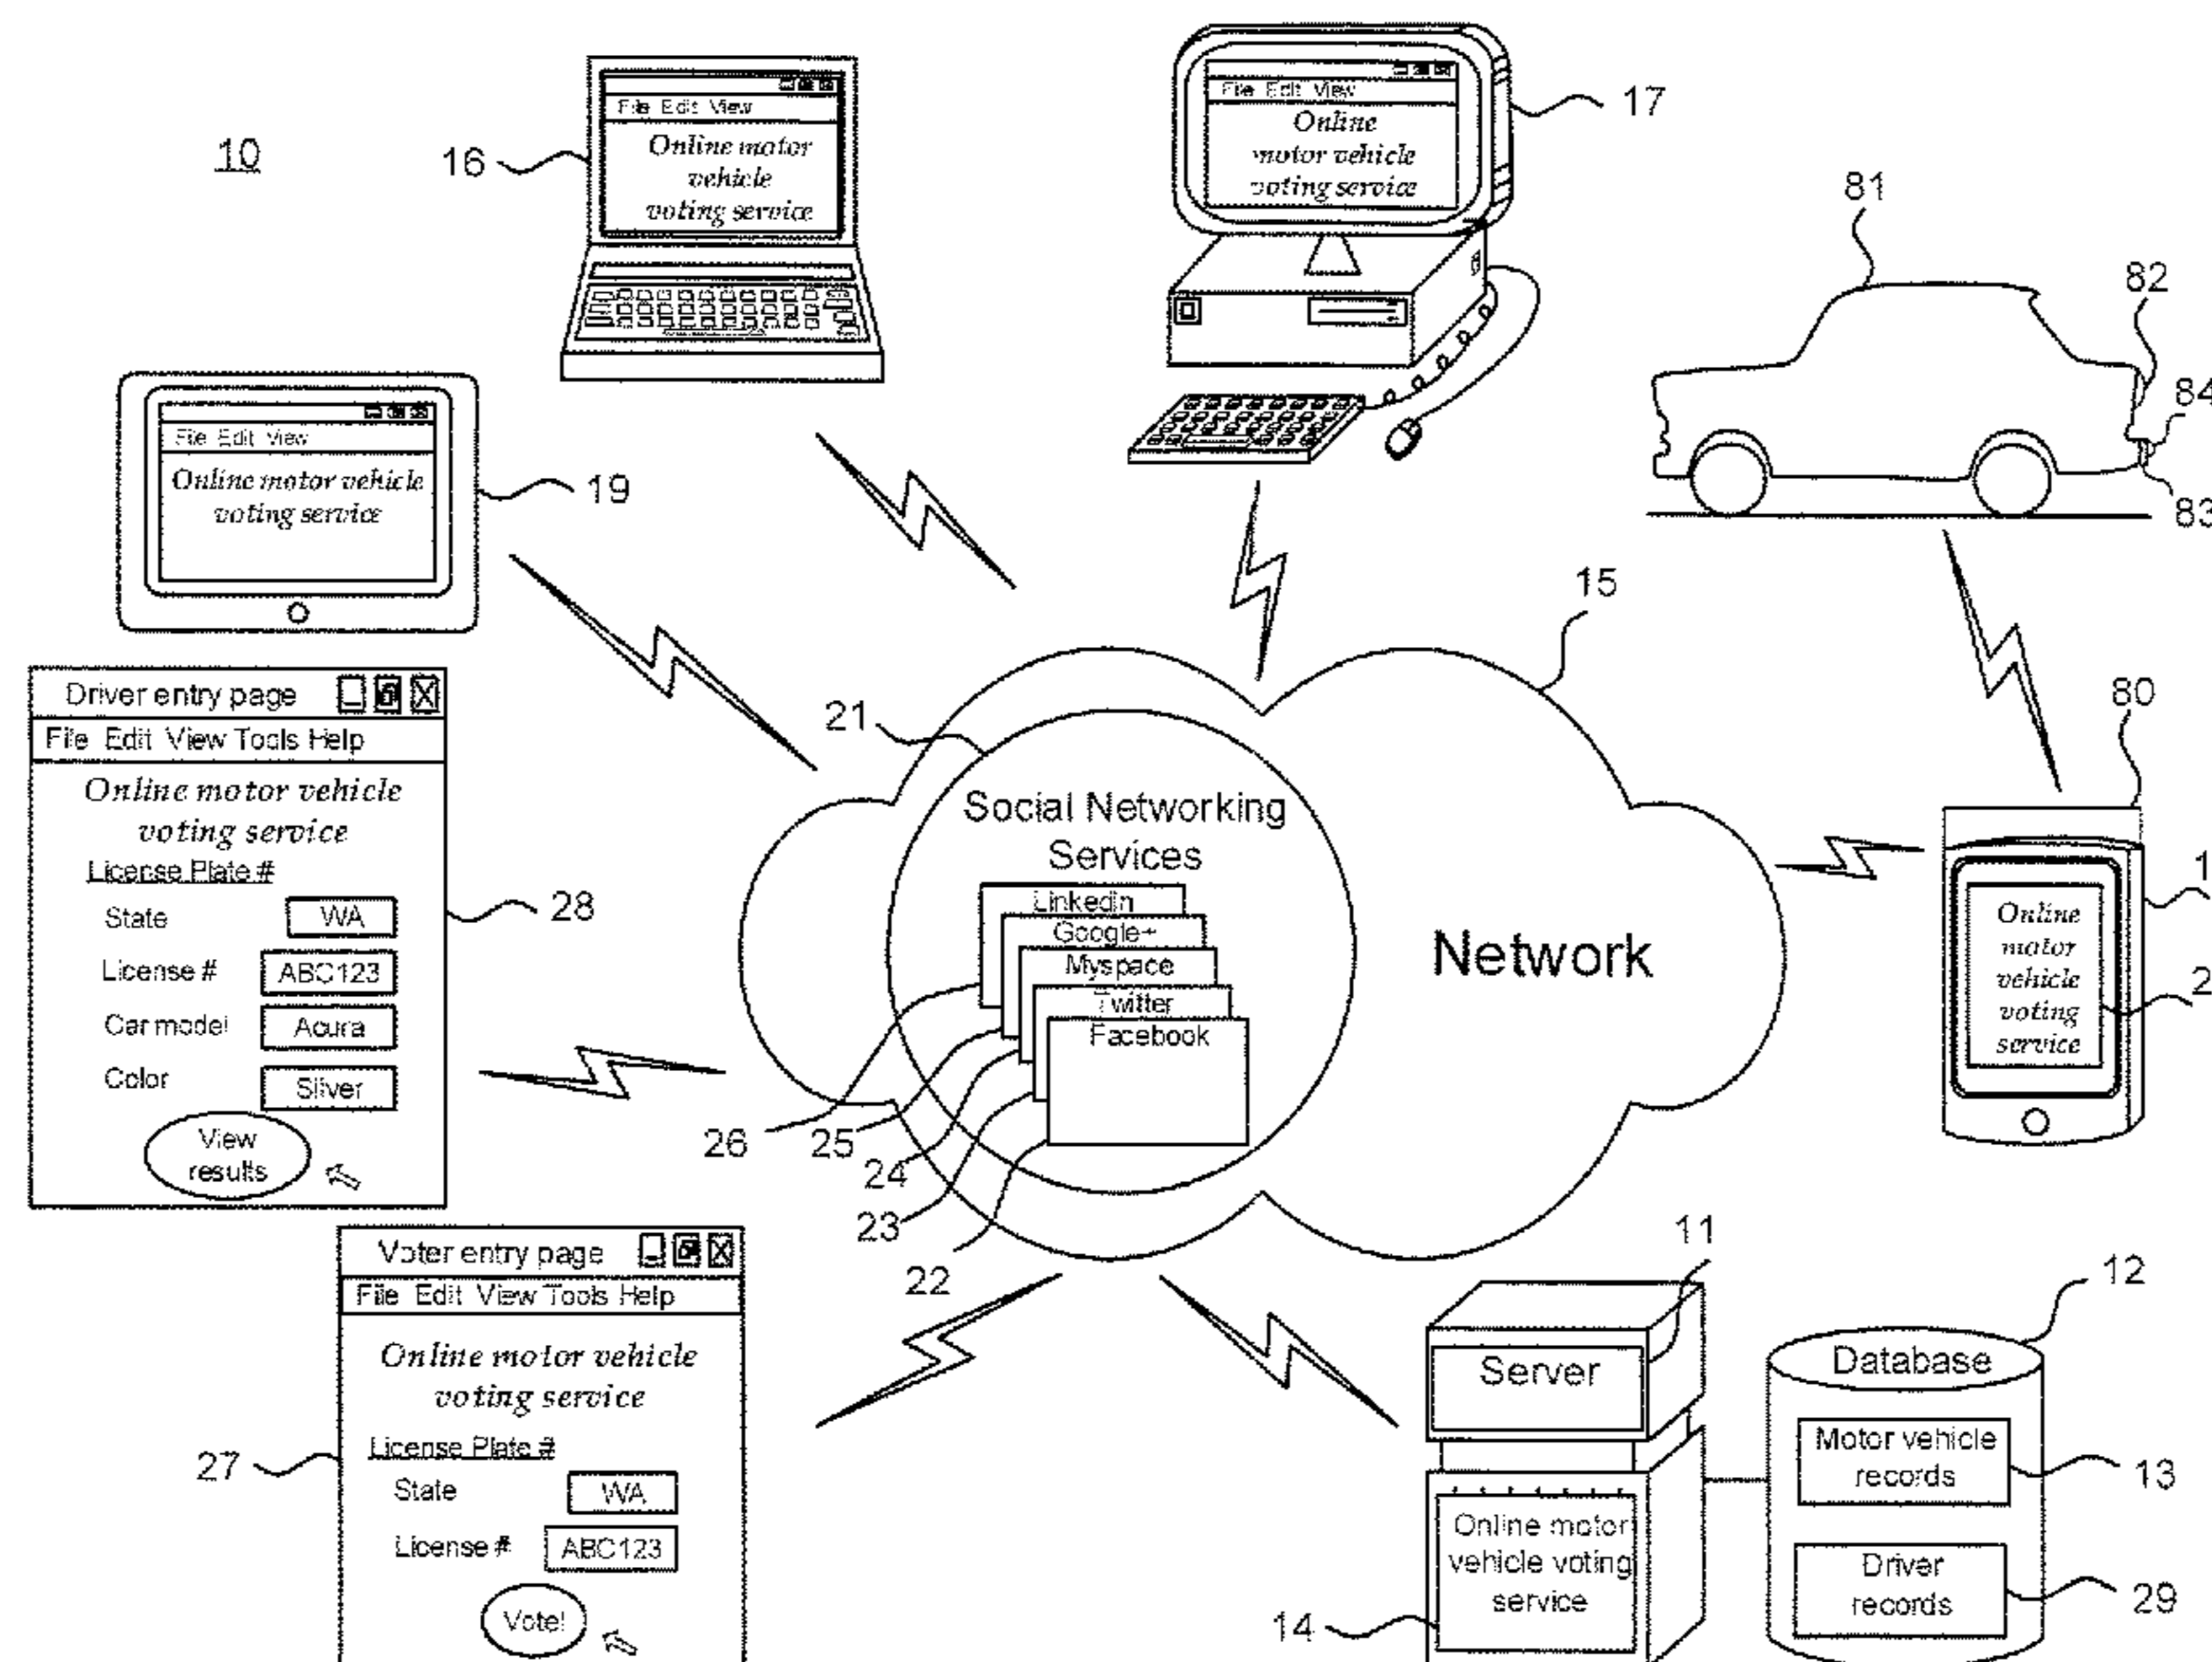 10
16
File Edit View
Online motor
vehicle
voting service
17
File Edit View
Online
motor vehicle
voting service
81
82
84
83
19
File Edit View
Online motor vehicle
voting service
15
80
21
Social Networking
Services
Linkedin
Google+
Myspace
Twitter
Facebook
26
25
24
23
22
Network
Online
motor
vehicle
voting
service
28
Driver entry page
File Edit View Tools Help
Online motor vehicle
voting service
License Plate #
State WA
License # ABC123
Car model Acura
Color Silver
View
results
27
Voter entry page
File Edit View Tools Help
Online motor vehicle
voting service
License Plate #
State WA
License # ABC123
Vote!
11
Server
Online motor
vehicle voting
service
14
12
Database
Motor vehicle
records
13
Driver
records
29